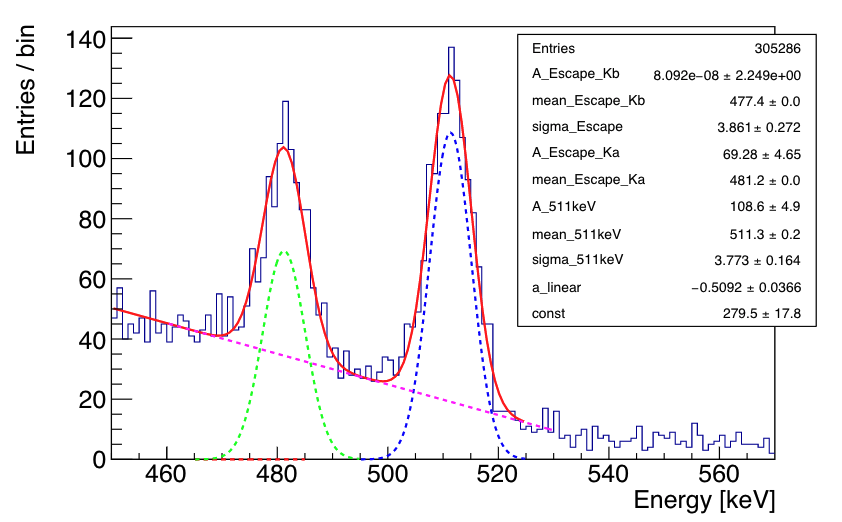 Entries / bin
140
120
100
80
60
40
20
0
460 480 500 520 540 560
Energy [keV]
Entries 305286
A_Escape_Kb 8.092e−08 ± 2.249e+00
mean_Escape_Kb 477.4 ± 0.0
sigma_Escape 3.861 ± 0.272
A_Escape_Ka 69.28 ± 4.65
mean_Escape_Ka 481.2 ± 0.0
A_511keV 108.6 ± 4.9
mean_511keV 511.3 ± 0.2
sigma_511keV 3.773 ± 0.164
a_linear −0.5092 ± 0.0366
const 279.5 ± 17.8